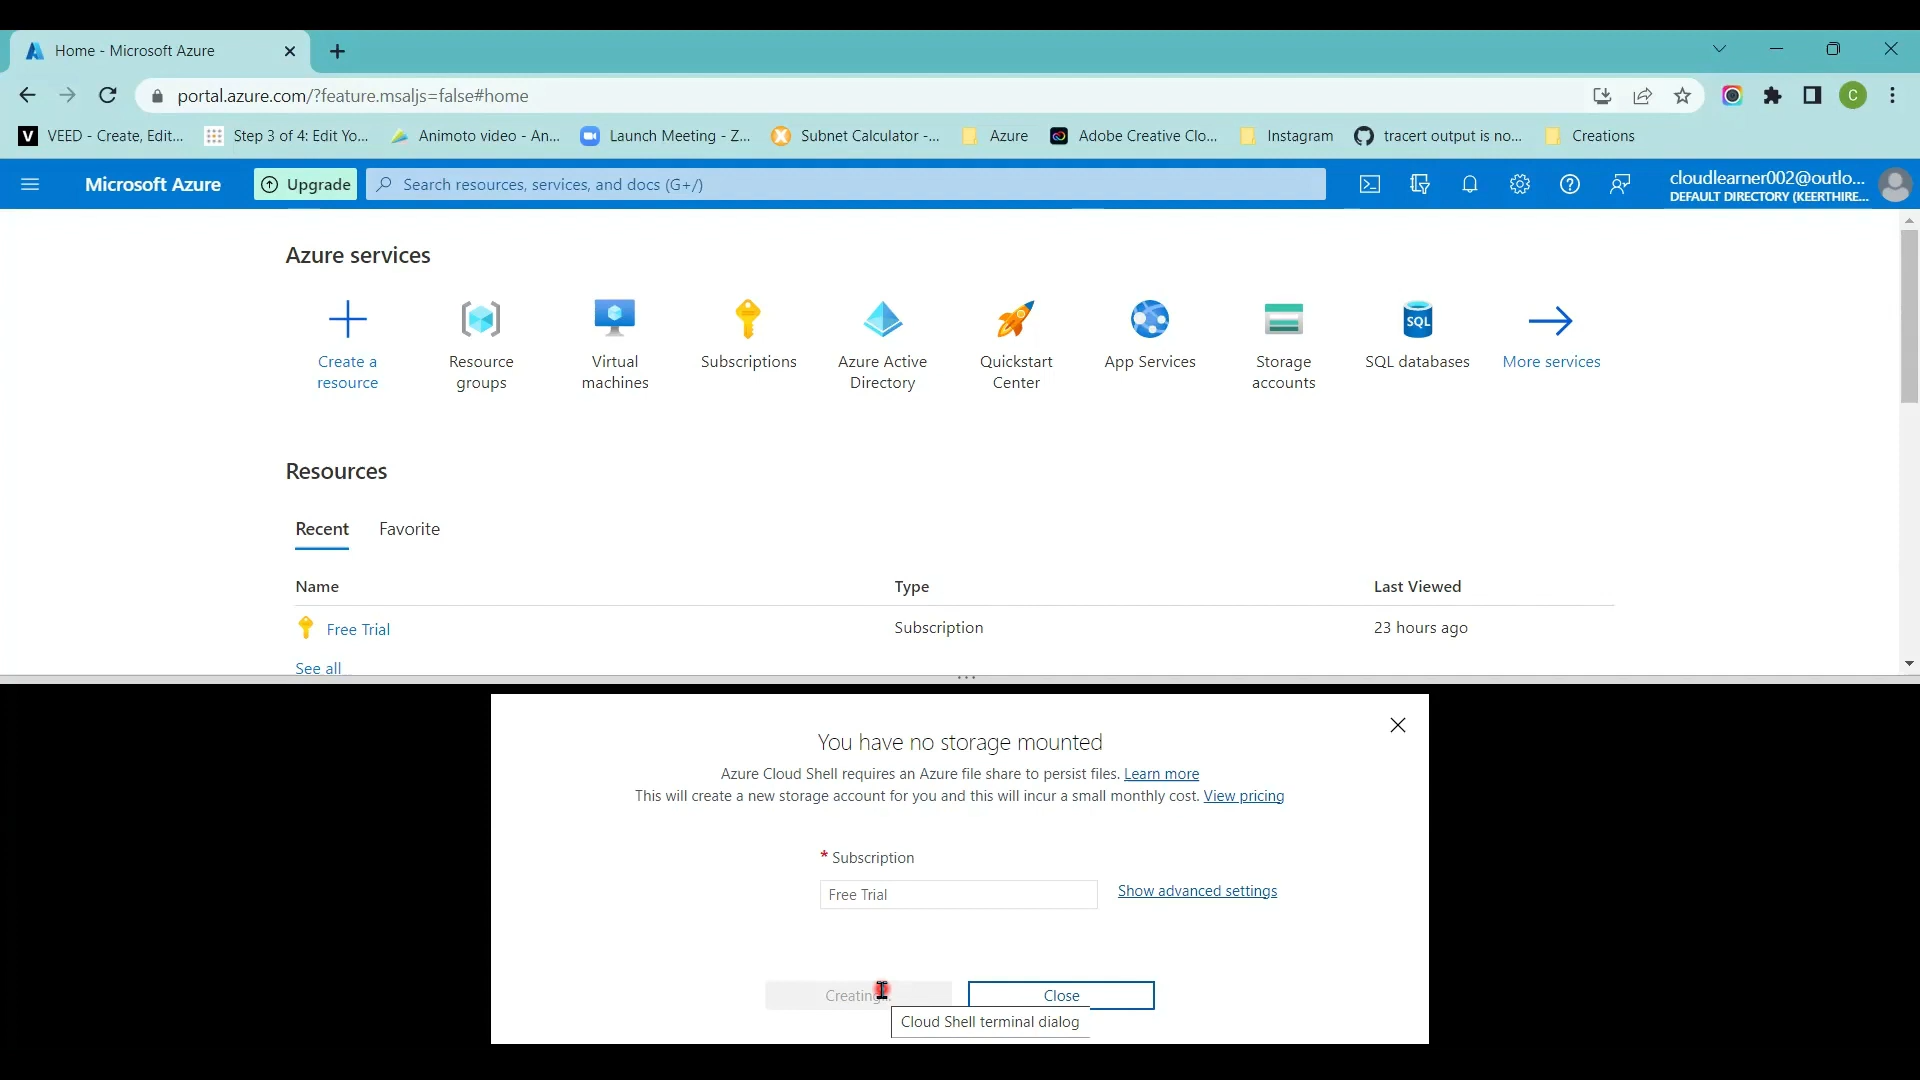 Home - Microsoft Azure
portal.azure.com/?feature.msaljs=false#home
C
V VEED - Create, Edit... Step 3 of 4: Edit Yo... Animoto video - An... Launch Meeting - Z... Subnet Calculator -... Azure Adobe Creative Clo... Instagram tracert output is no... Creations
Microsoft Azure Upgrade Search resources, services, and docs (G+/) cloudlearner002@outlo...
DEFAULT DIRECTORY (KEERTHIRE...
Azure services
SQL
Create a resource
Resource groups
Virtual machines
Subscriptions
Azure Active Directory
Quickstart Center
App Services
Storage accounts
SQL databases
More services
Resources
Recent Favorite
Name Type Last Viewed
Free Trial Subscription 23 hours ago
See all
You have no storage mounted
Azure Cloud Shell requires an Azure file share to persist files. Learn more
This will create a new storage account for you and this will incur a small monthly cost. View pricing
* Subscription
Free Trial Show advanced settings
Creating... Close
Cloud Shell terminal dialog